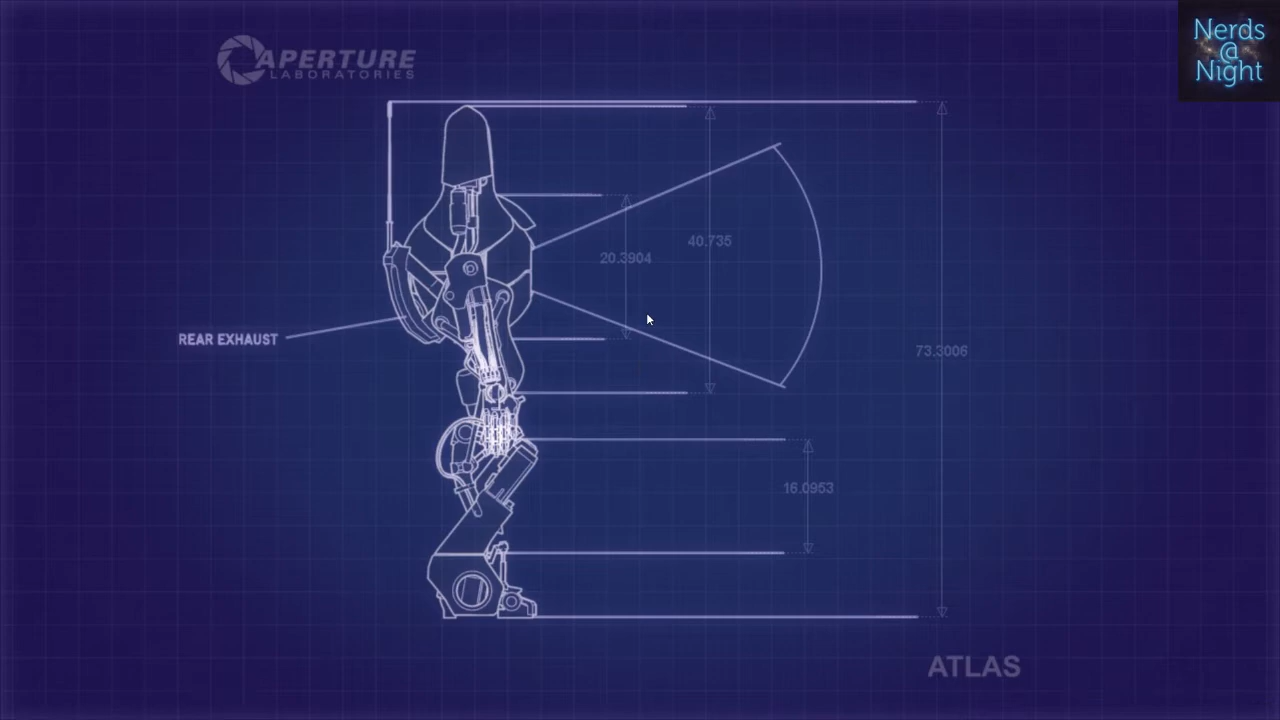 Nerds
@
Night
APERTURE
LABORATORIES
40.735
20.3904
REAR EXHAUST
73.3006
16.0953
ATLAS